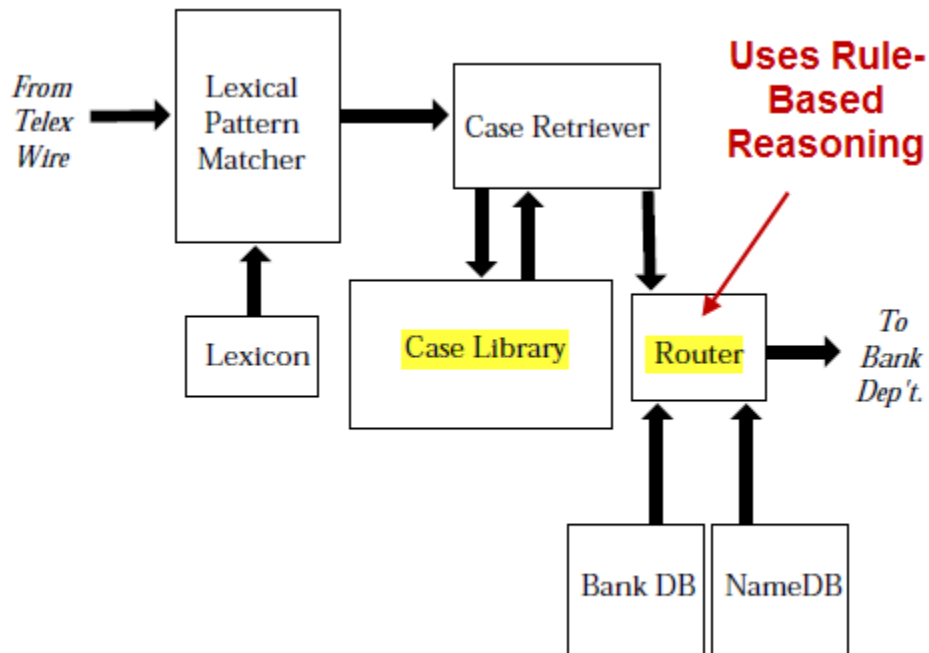 From
Telex
Wire
Lexical
Pattern
Matcher
Case Retriever
Uses Rule-
Based
Reasoning
Lexicon
Case Library
Router
To
Bank
Dep't.
Bank DB
NameDB